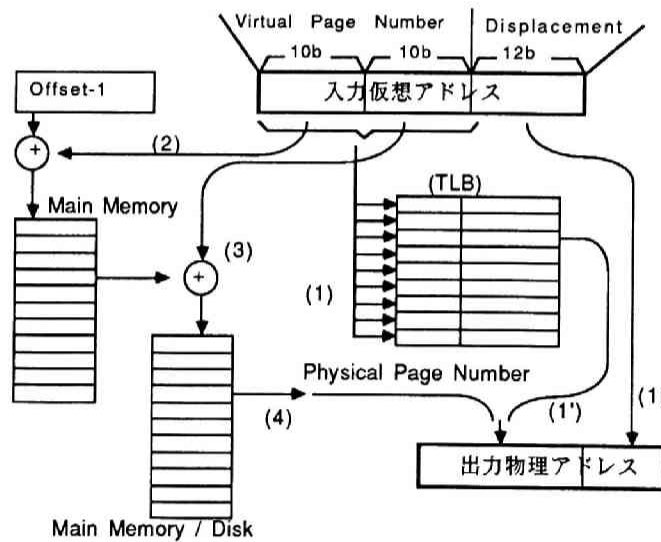 Virtual Page Number
Displacement
10b
10b
12b
Offset-1
入力仮想アドレス
+
(2)
(TLB)
Main Memory
(3)
+
(1)
Physical Page Number
(4)
(1')
(1
出力物理アドレス
Main Memory / Disk